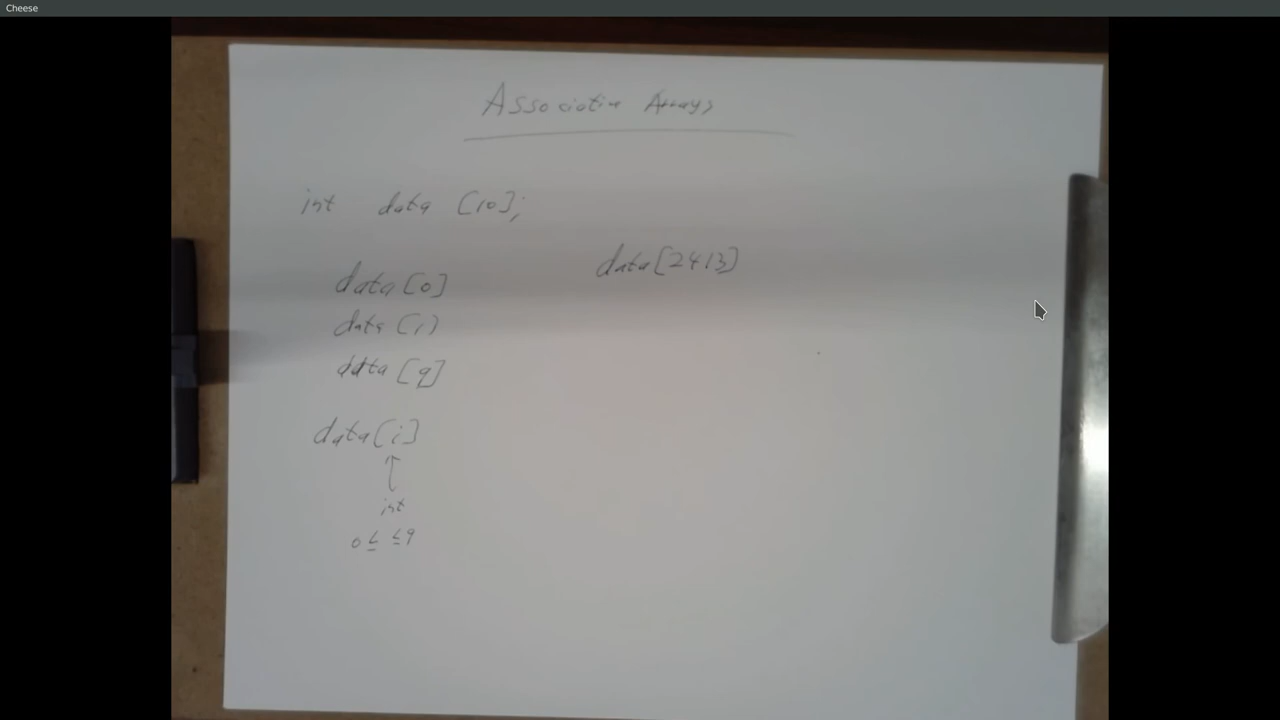 Cheese
Associative Arrays
int data [10];
data[0]
data[2413]
data[1]
data[9]
data[i]
int
0 ≤ ≤ 9